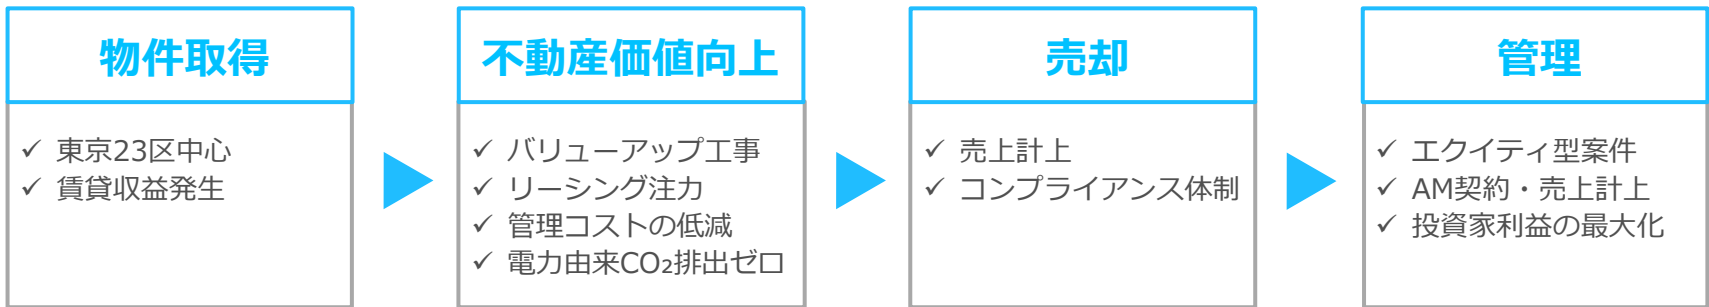 物件取得
✓ 東京23区中心
✓ 賃貸収益発生
不動産価値向上
✓ バリューアップ工事
✓ リーシング注力
✓ 管理コストの低減
✓ 電力由来CO₂排出ゼロ
売却
✓ 売上計上
✓ コンプライアンス体制
管理
✓ エクイティ型案件
✓ AM契約・売上計上
✓ 投資家利益の最大化